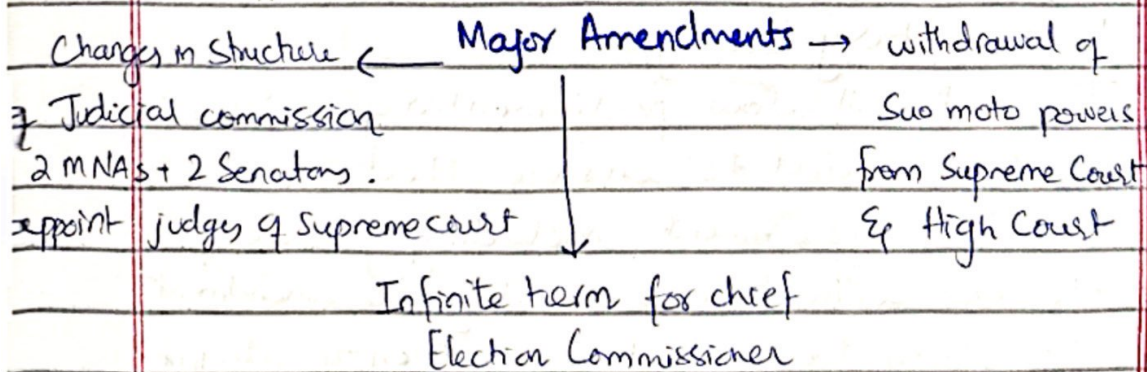 Major Amendments
Changes in Structure
of Judicial commission
2 MNAs + 2 Senators.
appoint judges of Supreme court
withdrawal of
Suo moto powers
from Supreme Court
& High Court
Infinite term for chief
Election Commissioner